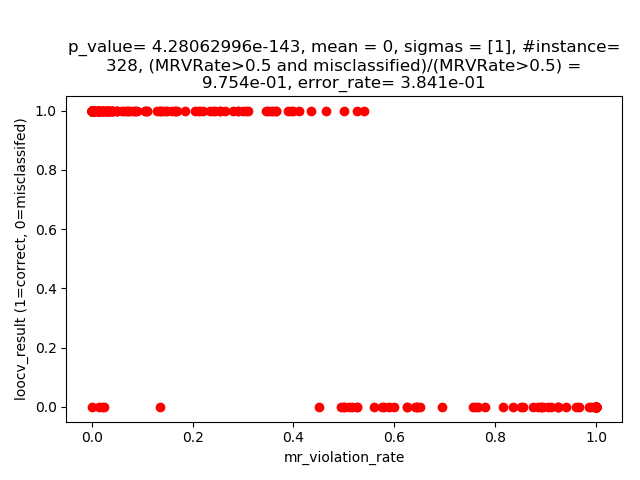 p_value= 4.28062996e-143, mean = 0, sigmas = [1], #instance=
328, (MRVRate>0.5 and misclassified)/(MRVRate>0.5) =
9.754e-01, error_rate= 3.841e-01
loocv_result (1=correct, 0=misclassifed)
1.0
0.8
0.6
0.4
0.2
0.0
0.0 0.2 0.4 0.6 0.8 1.0
mr_violation_rate